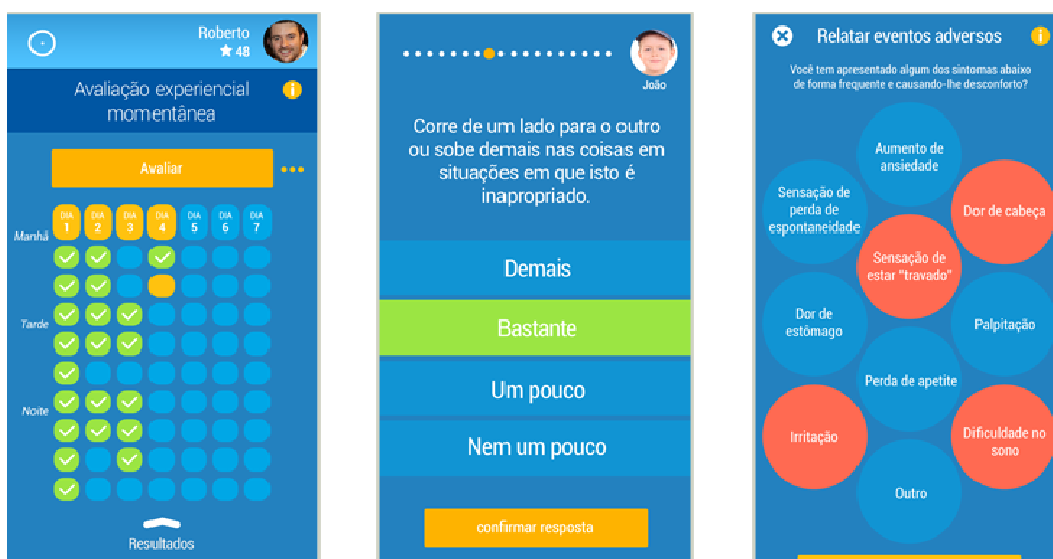 Roberto
★ 48
Avaliação experiencial
momentânea
Avaliar
DIA 1 DIA 2 DIA 3 DIA 4 DIA 5 DIA 6 DIA 7
Manhã
Tarde
Noite
Resultados
João
Corre de um lado para o outro
ou sobe demais nas coisas em
situações em que isto é
inapropriado.
Demais
Bastante
Um pouco
Nem um pouco
confirmar resposta
Relatar eventos adversos
Você tem apresentado algum dos sintomas abaixo
de forma frequente e causando-lhe desconforto?
Aumento de
ansiedade
Sensação de
perda de
espontaneidade
Dor de cabeça
Sensação de
estar "travado"
Dor de
estômago
Palpitação
Perda de apetite
Irritação
Dificuldade no
sono
Outro